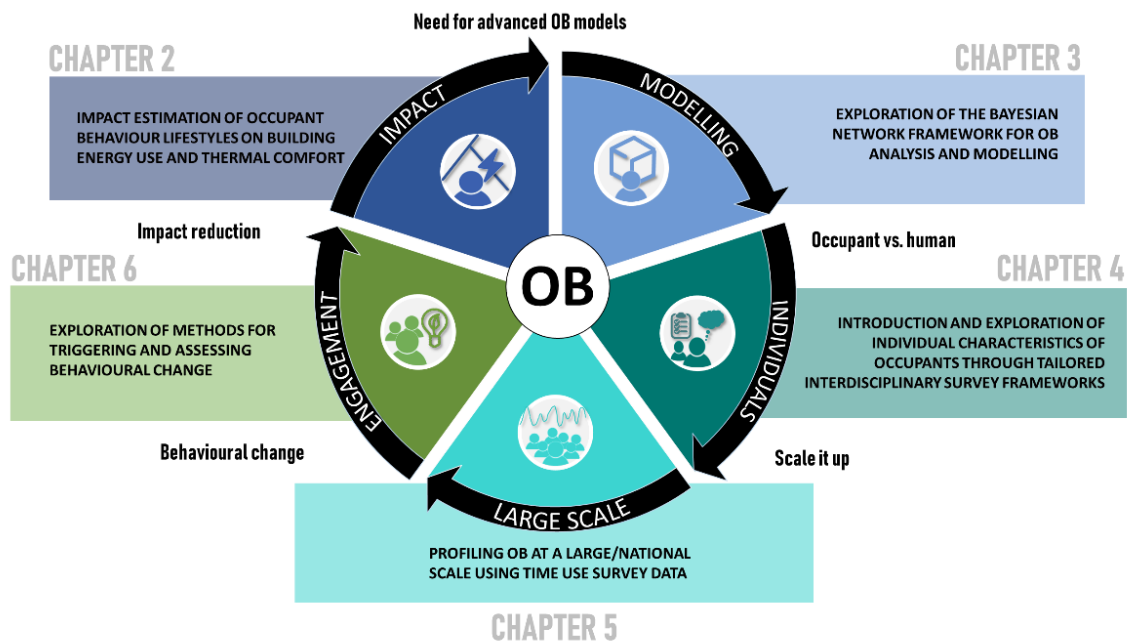 Need for advanced OB models
CHAPTER 2
IMPACT ESTIMATION OF OCCUPANT
BEHAVIOUR LIFESTYLES ON BUILDING
ENERGY USE AND THERMAL COMFORT
IMPACT
MODELLING
CHAPTER 3
EXPLORATION OF THE BAYESIAN
NETWORK FRAMEWORK FOR OB
ANALYSIS AND MODELLING
Impact reduction
Occupant vs. human
OB
CHAPTER 6
EXPLORATION OF METHODS FOR
TRIGGERING AND ASSESSING
BEHAVIOURAL CHANGE
ENGAGEMENT
INDIVIDUALS
CHAPTER 4
INTRODUCTION AND EXPLORATION OF
INDIVIDUAL CHARACTERISTICS OF
OCCUPANTS THROUGH TAILORED
INTERDISCIPLINARY SURVEY FRAMEWORKS
Behavioural change
Scale it up
LARGE SCALE
PROFILING OB AT A LARGE/NATIONAL
SCALE USING TIME USE SURVEY DATA
CHAPTER 5